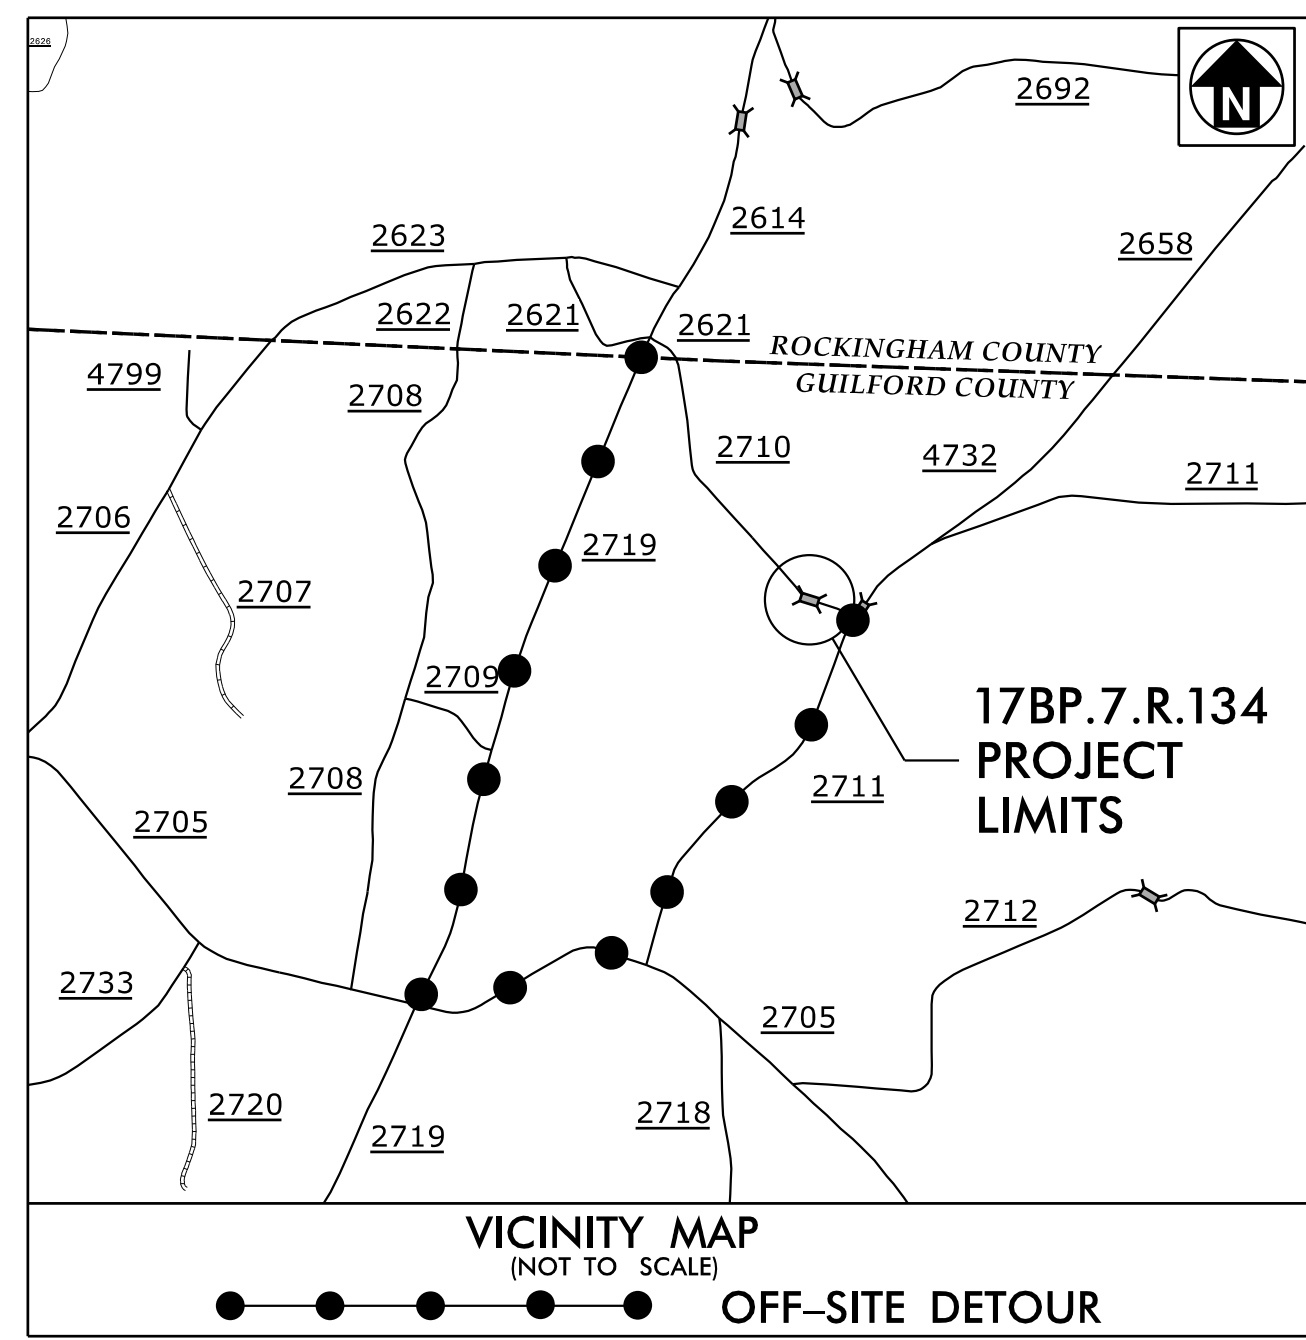 2626
2692
N
2614
2623
2658
2622
2621
2621
ROCKINGHAM COUNTY
GUILFORD COUNTY
4799
2708
2710
4732
2711
2706
2719
2707
2709
17BP.7.R.134
PROJECT
LIMITS
2708
2711
2705
2712
2733
2705
2720
2718
2719
VICINITY MAP
(NOT TO SCALE)
OFF–SITE DETOUR